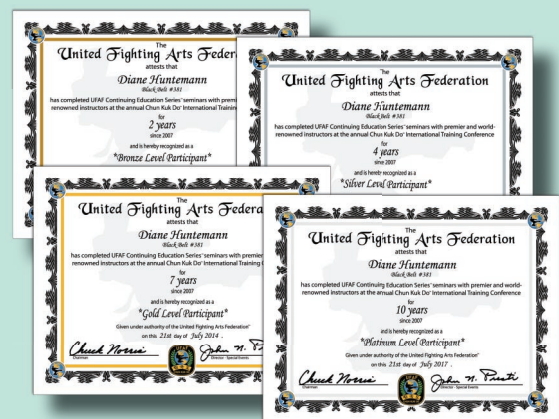 The
United Fighting Arts Feder
attests that
Diane Huntemann
Black Belt #381
has completed UFAF Continuing Education Series* seminars with premi
renowned instructors at the annual Chun Kuk Do* International Trainin
for
2 years
since 2007
and is hereby recognized as a
*Bronze Level Participant*
The
United Fighting Arts Federation
attests that
Diane Huntemann
Black Belt #381
has completed UFAF Continuing Education Series* seminars with premier and world-
renowned instructors at the annual Chun Kuk Do* International Training Conference
for
4 years
since 2007
and is hereby recognized as a
*Silver Level Participant*
The
United Fighting Arts Federa
attests that
Diane Huntemann
Black Belt #381
has completed UFAF Continuing Education Series* seminars with premier
renowned instructors at the annual Chun Kuk Do* International Training
for
7 years
since 2007
and is hereby recognized as a
*Gold Level Participant*
Given under authority of the United Fighting Arts Federation*
on this 21st day of July 2014 .
Chuck Norris John N. P
Chairman Director - Special Events
UFAF
The
United Fighting Arts Federation
attests that
Diane Huntemann
Black Belt #381
has completed UFAF Continuing Education Series* seminars with premier and world-
renowned instructors at the annual Chun Kuk Do* International Training Conference
for
10 years
since 2007
and is hereby recognized as a
*Platinum Level Participant*
Given under authority of the United Fighting Arts Federation*
on this 21st day of July 2017 .
Chuck Norris John N.
Chairman Director - Special Events
UFAF